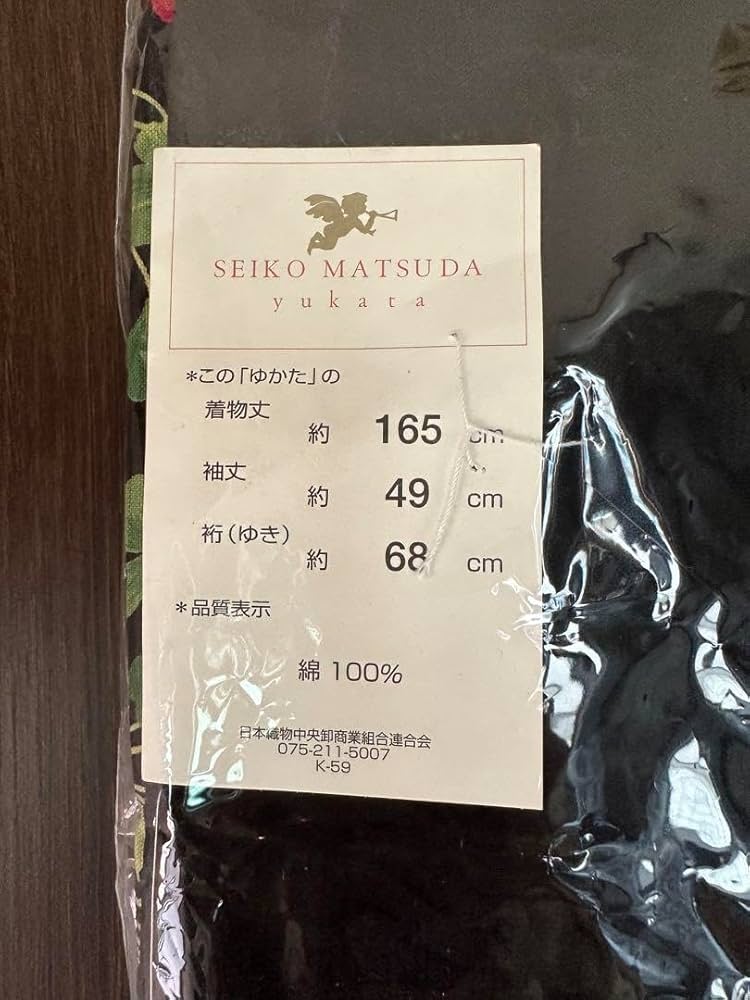 SEIKO MATSUDA
yukata
*この「ゆかた」の
着物丈
約 165 cm
袖丈
約 49 cm
裄(ゆき)
約 68 cm
*品質表示
綿 100%
日本織物中央卸商業組合連合会
075-211-5007
K-59